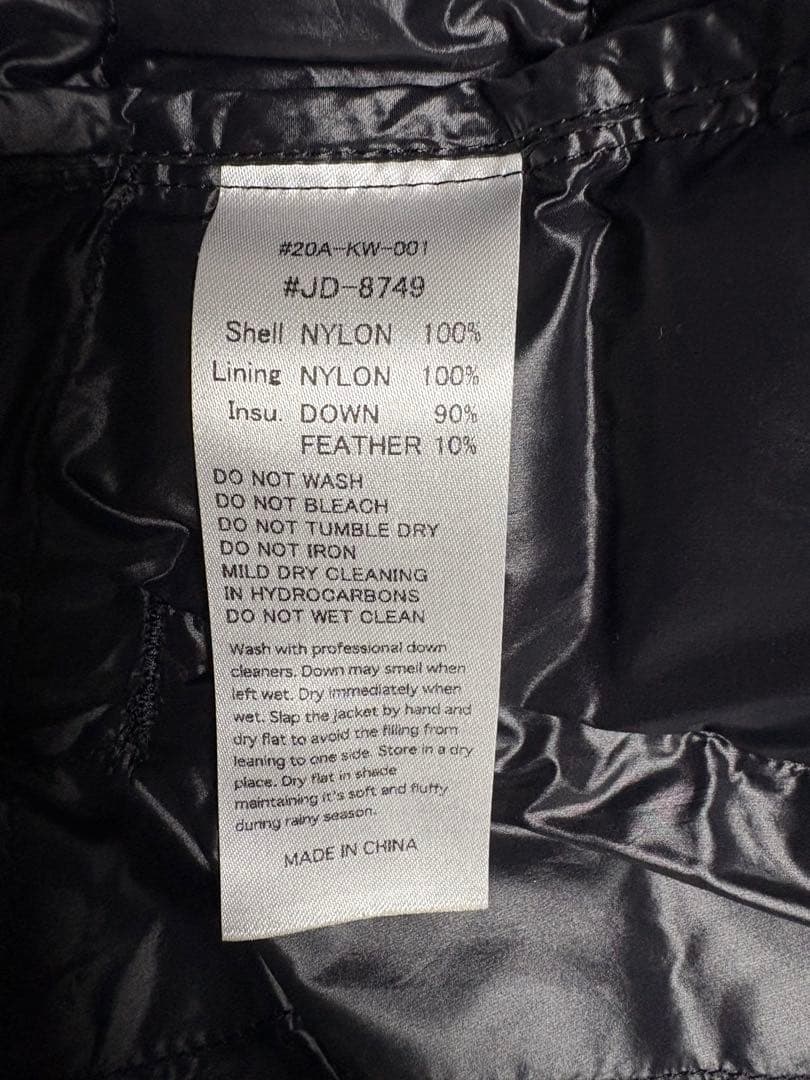 #20A-KW-001
#JD-8749
Shell NYLON 100%
Lining NYLON 100%
Insu. DOWN 90%
FEATHER 10%
DO NOT WASH
DO NOT BLEACH
DO NOT TUMBLE DRY
DO NOT IRON
MILD DRY CLEANING
IN HYDROCARBONS
DO NOT WET CLEAN
Wash with professional down
cleaners. Down may smell when
left wet. Dry immediately when
wet. Slap the jacket by hand and
dry flat to avoid the filling from
leaning to one side. Store in a dry
place. Dry flat in shade
maintaining it's soft and fluffy
during rainy season.
MADE IN CHINA